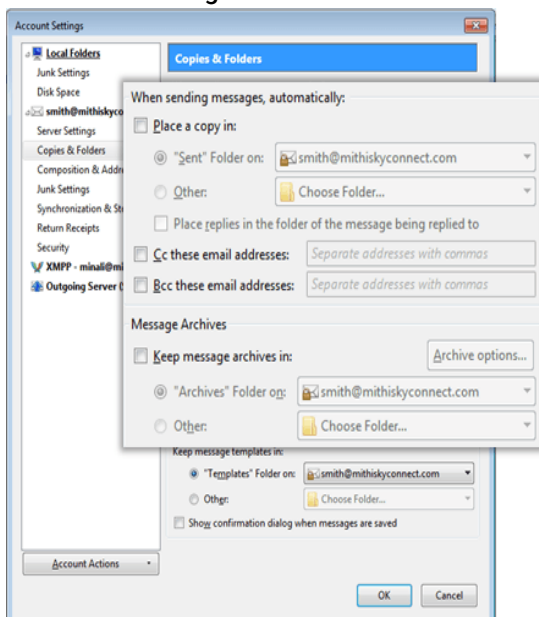 Account Settings
Local Folders
Junk Settings
Disk Space
smith@mithiskyco
Server Settings
Copies & Folders
Composition & Addre
Junk Settings
Synchronization & St
Return Receipts
Security
XMPP - minali@mi
Outgoing Server (
Account Actions
Copies & Folders
When sending messages, automatically:
Place a copy in:
"Sent" Folder on: smith@mithiskyconnect.com
Other: Choose Folder...
Place replies in the folder of the message being replied to
Cc these email addresses: Separate addresses with commas
Bcc these email addresses: Separate addresses with commas
Message Archives
Keep message archives in: Archive options...
"Archives" Folder on: smith@mithiskyconnect.com
Other: Choose Folder...
Keep message templates in:
"Templates" Folder on: smith@mithiskyconnect.com
Other: Choose Folder...
Show confirmation dialog when messages are saved
OK Cancel